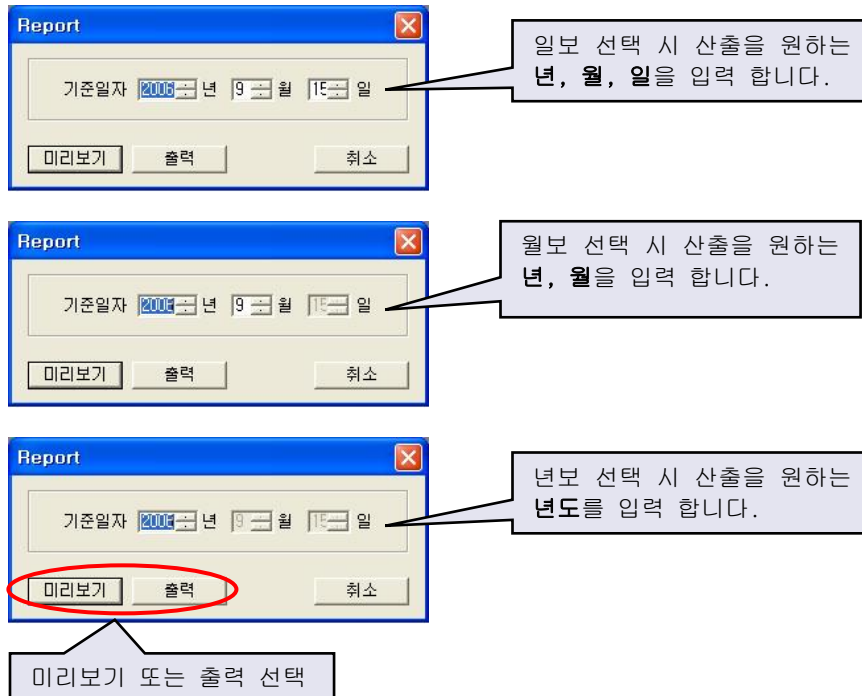 Report
기준일자 2006 년 9 월 15 일
미리보기 출력 취소
일보 선택 시 산출을 원하는
년, 월, 일을 입력 합니다.
Report
기준일자 2006 년 9 월 15 일
미리보기 출력 취소
월보 선택 시 산출을 원하는
년, 월을 입력 합니다.
Report
기준일자 2006 년 9 월 15 일
미리보기 출력 취소
년보 선택 시 산출을 원하는
년도를 입력 합니다.
미리보기 또는 출력 선택